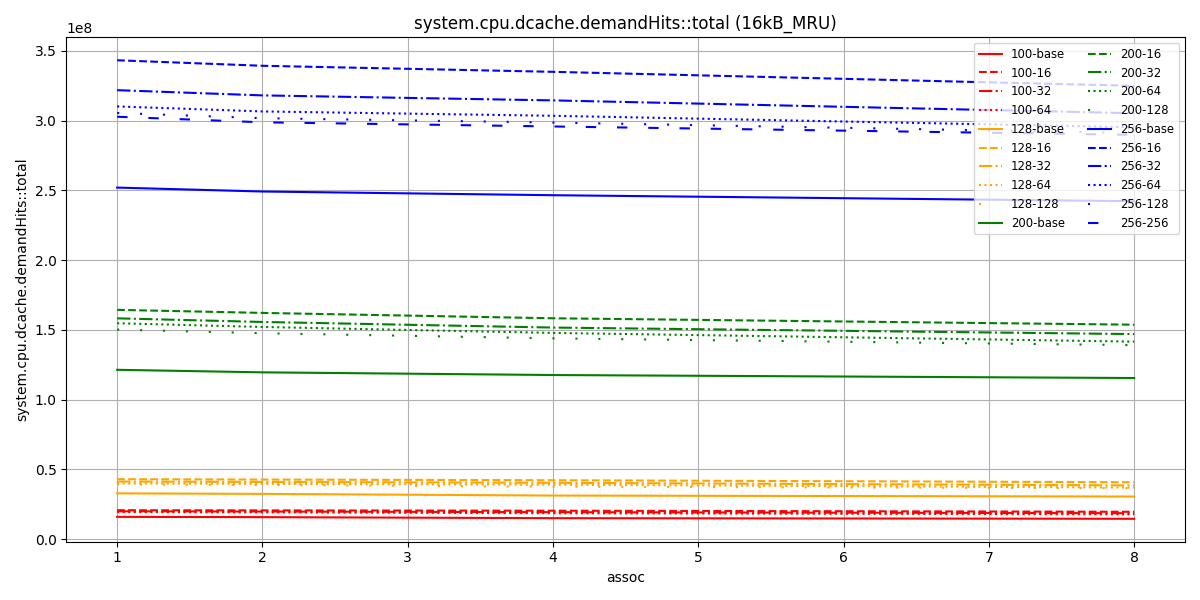 system.cpu.dcache.demandHits::total (16kB_MRU)
1e8
3.5
3.0
2.5
2.0
1.5
1.0
0.5
0.0
system.cpu.dcache.demandHits::total
1 2 3 4 5 6 7 8
assoc
100-base
100-16
100-32
100-64
128-base
128-16
128-32
128-64
128-128
200-base
200-16
200-32
200-64
200-128
256-base
256-16
256-32
256-64
256-128
256-256